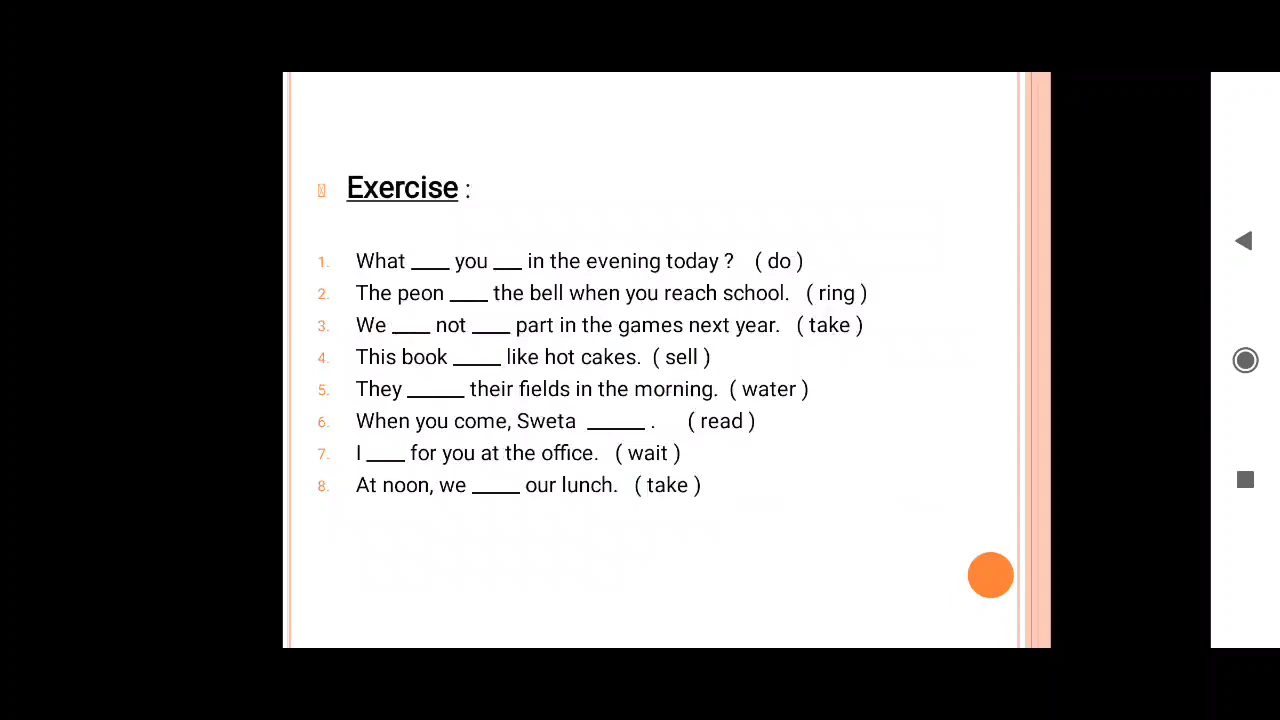 Exercise :
1. What ____ you ___ in the evening today ? ( do )
2. The peon ____ the bell when you reach school. ( ring )
3. We ____ not ____ part in the games next year. ( take )
4. This book _____ like hot cakes. ( sell )
5. They ______ their fields in the morning. ( water )
6. When you come, Sweta ______ . ( read )
7. I ____ for you at the office. ( wait )
8. At noon, we _____ our lunch. ( take )